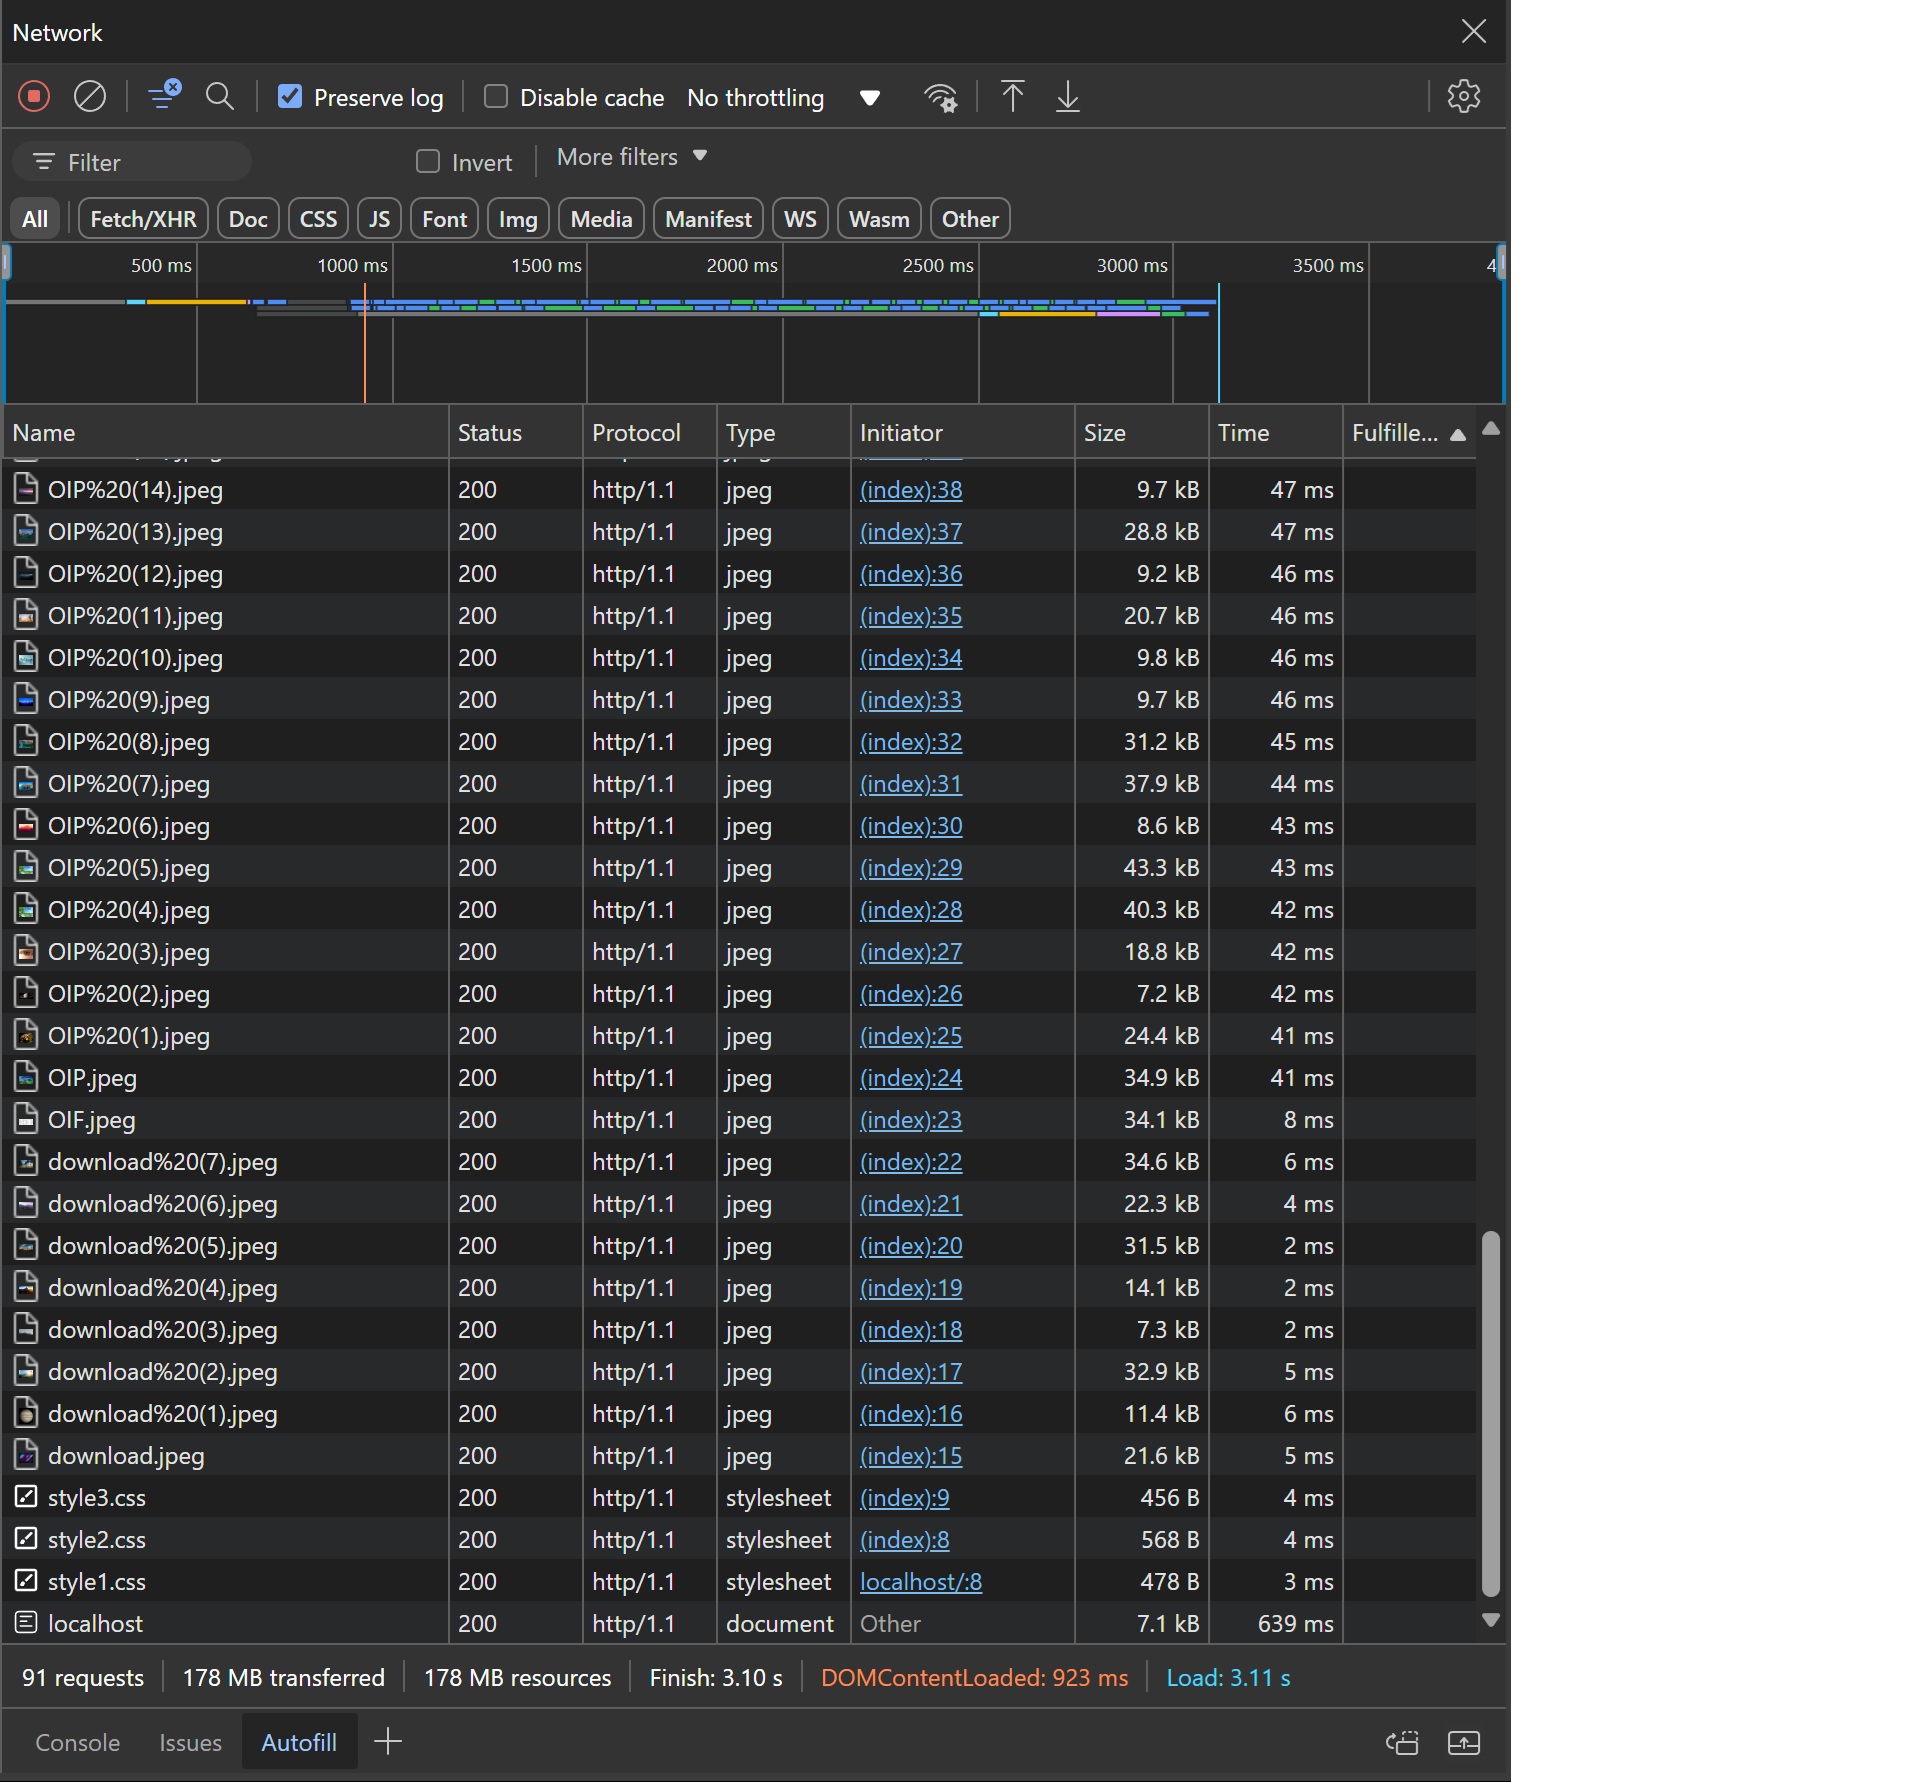 Network
Preserve log Disable cache No throttling
Filter Invert More filters
All Fetch/XHR Doc CSS JS Font Img Media Manifest WS Wasm Other
500 ms 1000 ms 1500 ms 2000 ms 2500 ms 3000 ms 3500 ms 4
Name Status Protocol Type Initiator Size Time Fulfille...
OIP%20(14).jpeg 200 http/1.1 jpeg (index):38 9.7 kB 47 ms
OIP%20(13).jpeg 200 http/1.1 jpeg (index):37 28.8 kB 47 ms
OIP%20(12).jpeg 200 http/1.1 jpeg (index):36 9.2 kB 46 ms
OIP%20(11).jpeg 200 http/1.1 jpeg (index):35 20.7 kB 46 ms
OIP%20(10).jpeg 200 http/1.1 jpeg (index):34 9.8 kB 46 ms
OIP%20(9).jpeg 200 http/1.1 jpeg (index):33 9.7 kB 46 ms
OIP%20(8).jpeg 200 http/1.1 jpeg (index):32 31.2 kB 45 ms
OIP%20(7).jpeg 200 http/1.1 jpeg (index):31 37.9 kB 44 ms
OIP%20(6).jpeg 200 http/1.1 jpeg (index):30 8.6 kB 43 ms
OIP%20(5).jpeg 200 http/1.1 jpeg (index):29 43.3 kB 43 ms
OIP%20(4).jpeg 200 http/1.1 jpeg (index):28 40.3 kB 42 ms
OIP%20(3).jpeg 200 http/1.1 jpeg (index):27 18.8 kB 42 ms
OIP%20(2).jpeg 200 http/1.1 jpeg (index):26 7.2 kB 42 ms
OIP%20(1).jpeg 200 http/1.1 jpeg (index):25 24.4 kB 41 ms
OIP.jpeg 200 http/1.1 jpeg (index):24 34.9 kB 41 ms
OIF.jpeg 200 http/1.1 jpeg (index):23 34.1 kB 8 ms
download%20(7).jpeg 200 http/1.1 jpeg (index):22 34.6 kB 6 ms
download%20(6).jpeg 200 http/1.1 jpeg (index):21 22.3 kB 4 ms
download%20(5).jpeg 200 http/1.1 jpeg (index):20 31.5 kB 2 ms
download%20(4).jpeg 200 http/1.1 jpeg (index):19 14.1 kB 2 ms
download%20(3).jpeg 200 http/1.1 jpeg (index):18 7.3 kB 2 ms
download%20(2).jpeg 200 http/1.1 jpeg (index):17 32.9 kB 5 ms
download%20(1).jpeg 200 http/1.1 jpeg (index):16 11.4 kB 6 ms
download.jpeg 200 http/1.1 jpeg (index):15 21.6 kB 5 ms
style3.css 200 http/1.1 stylesheet (index):9 456 B 4 ms
style2.css 200 http/1.1 stylesheet (index):8 568 B 4 ms
style1.css 200 http/1.1 stylesheet localhost/:8 478 B 3 ms
localhost 200 http/1.1 document Other 7.1 kB 639 ms
91 requests 178 MB transferred 178 MB resources Finish: 3.10 s DOMContentLoaded: 923 ms Load: 3.11 s
Console Issues Autofill